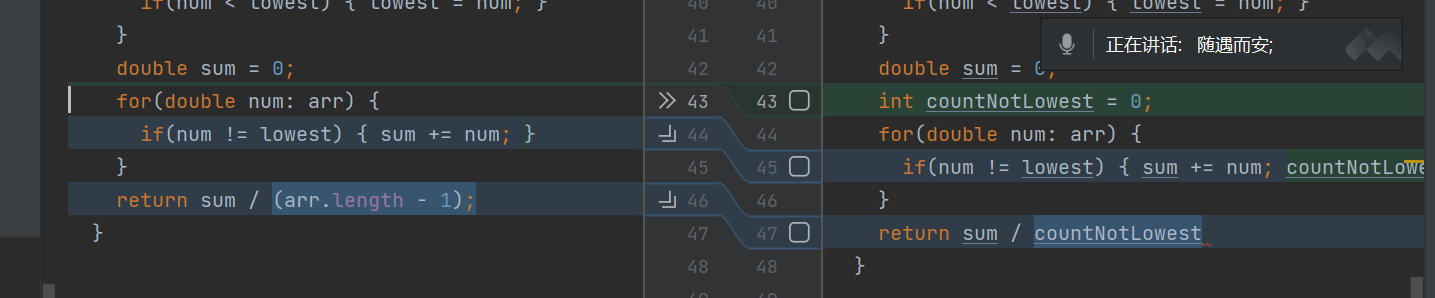 if(num < lowest) { lowest = num; }
}
double sum = 0;
for(double num: arr) {
if(num != lowest) { sum += num; }
}
return sum / (arr.length - 1);
}
40 40
41 41
42 42
43 43
44 44
45 45
46 46
47 47
48 48
if(num < lowest) { lowest = num; }
}
正在讲话: 随遇而安;
double sum = 0;
int countNotLowest = 0;
for(double num: arr) {
if(num != lowest) { sum += num; countNotLowe
}
return sum / countNotLowest
}